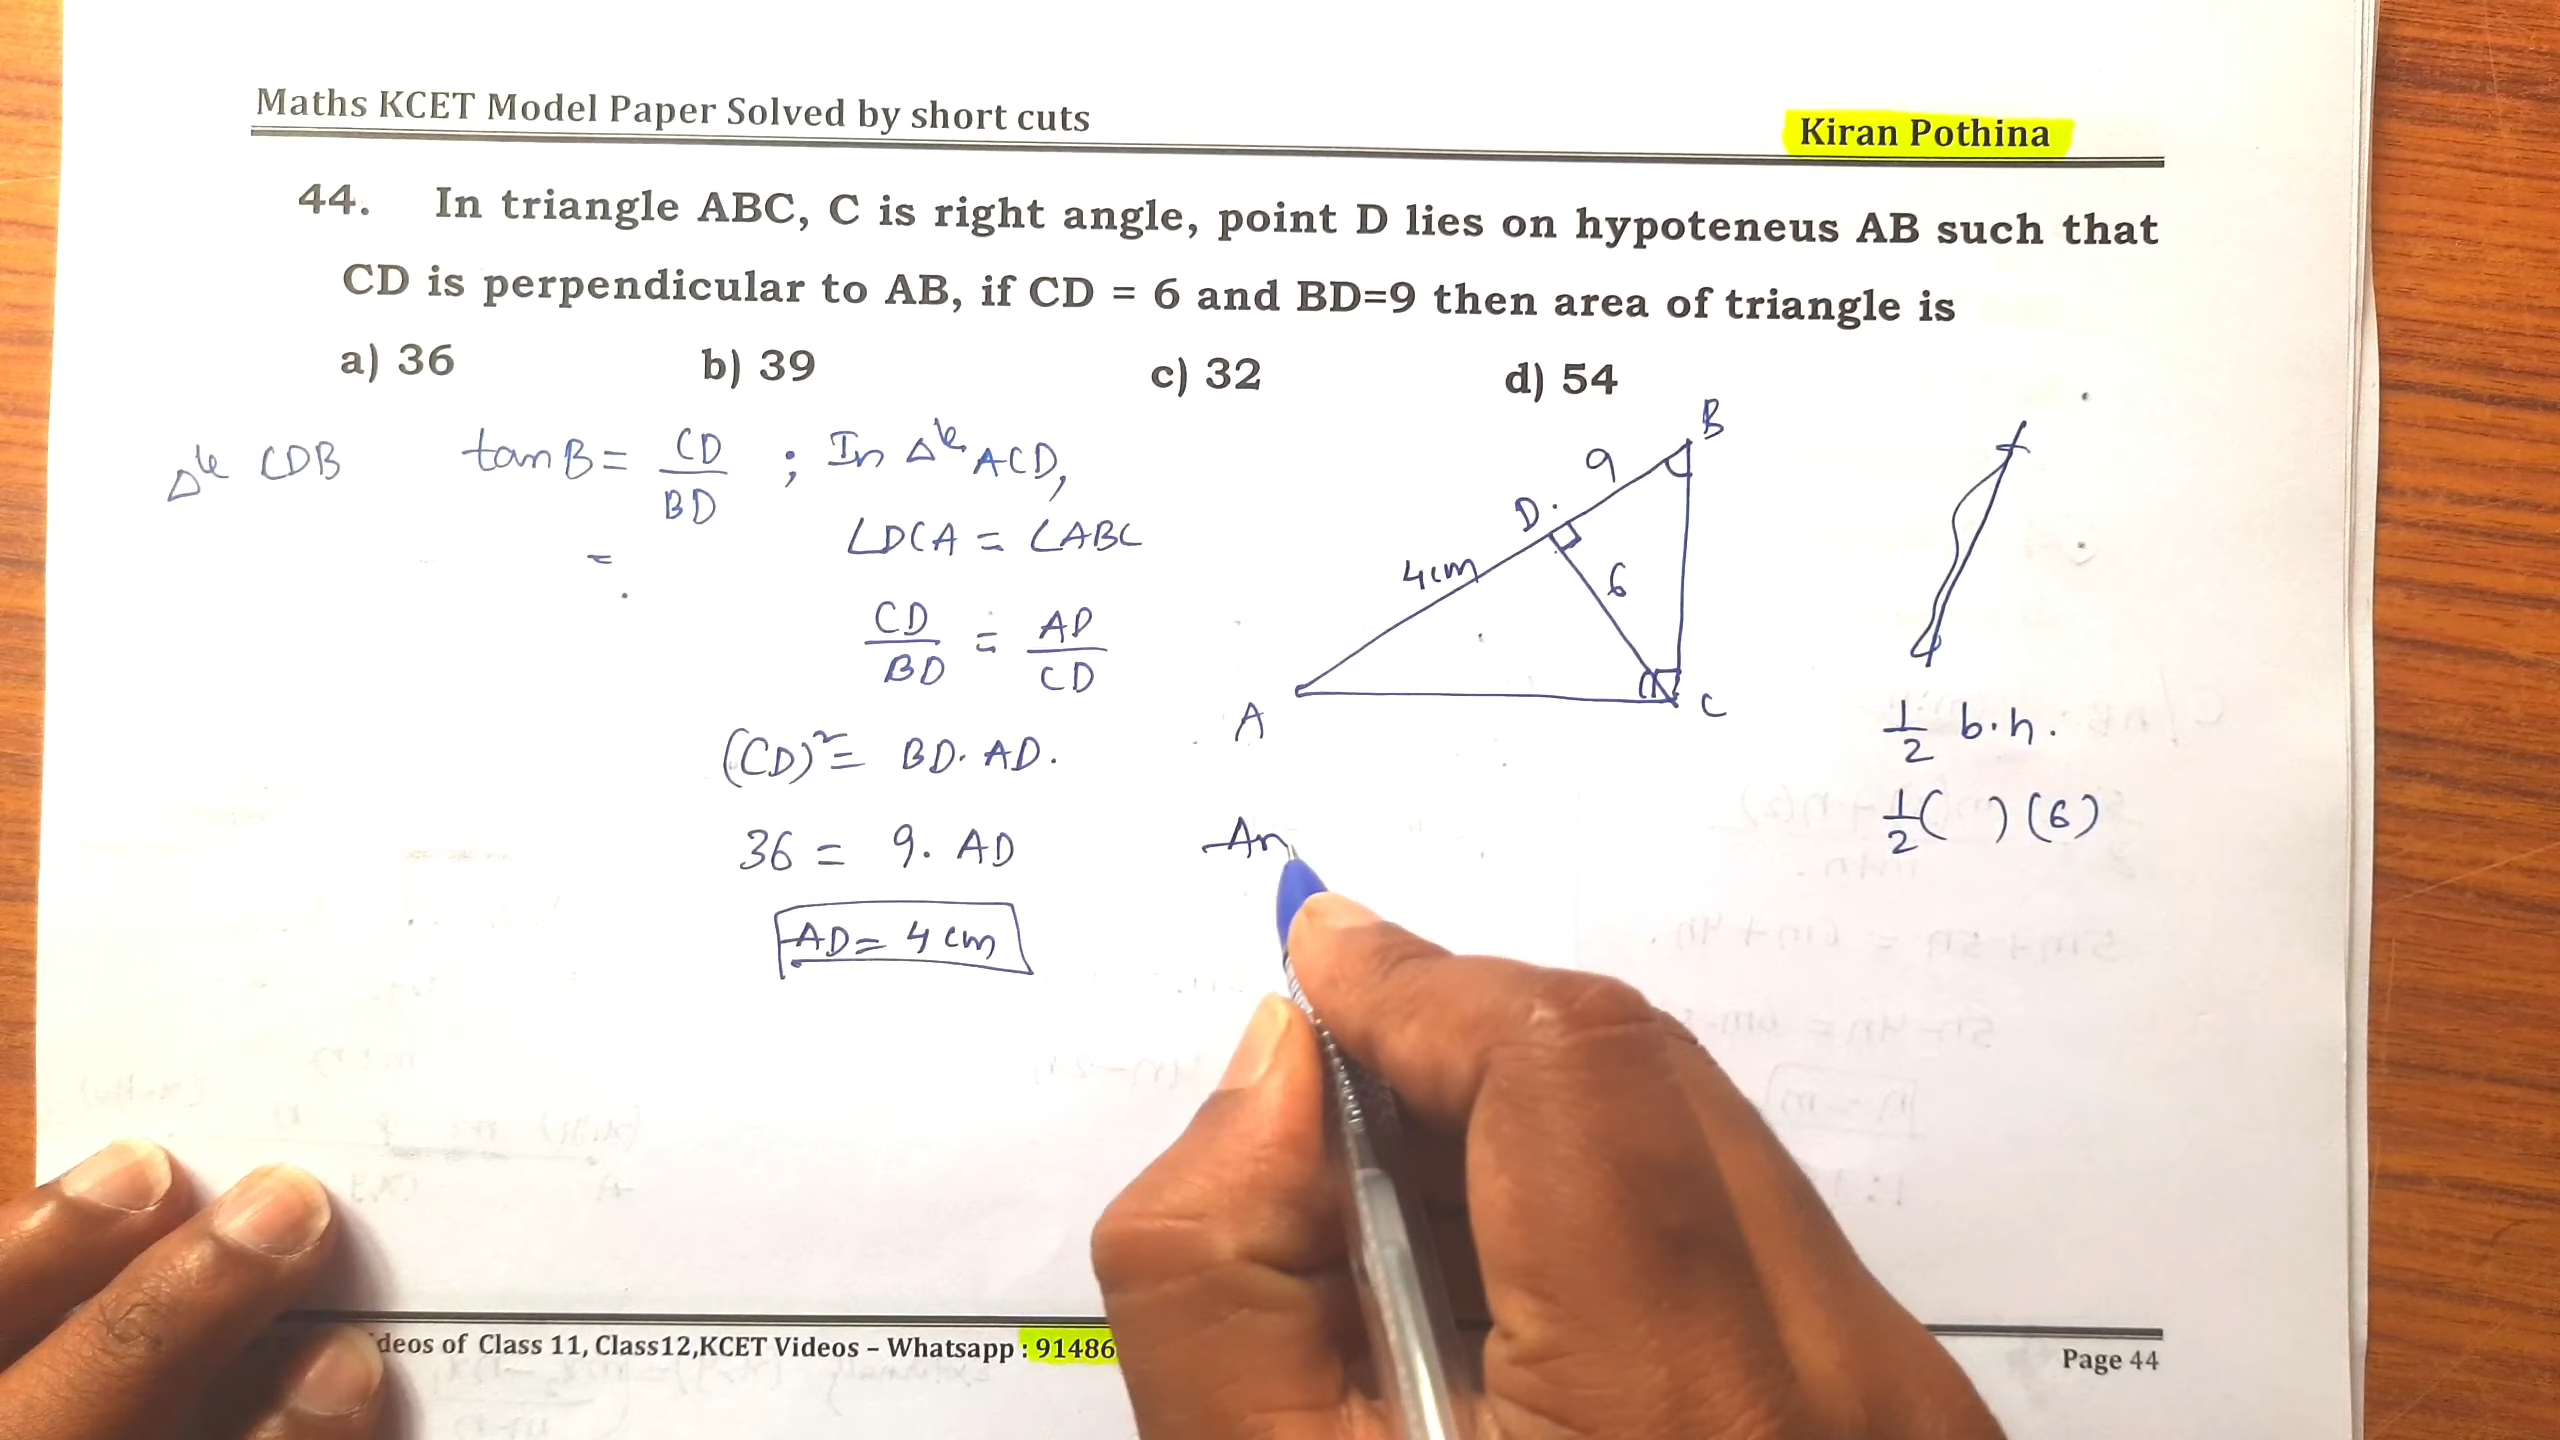 Maths KCET Model Paper Solved by short cuts
Kiran Pothina
44. In triangle ABC, C is right angle, point D lies on hypoteneus AB such that
CD is perpendicular to AB, if CD = 6 and BD=9 then area of triangle is
a) 36 b) 39 c) 32 d) 54
Δle CDB tan B = CD/BD ; In Δle ACD,
=
∠DCA = ∠ABC
CD/BD = AD/CD
(CD)² = BD. AD.
36 = 9. AD
AD = 4 cm
B
9
D.
4cm
6
A
C
1/2 b.h.
1/2 ( ) (6)
An
deos of Class 11, Class12,KCET Videos – Whatsapp : 91486
Page 44